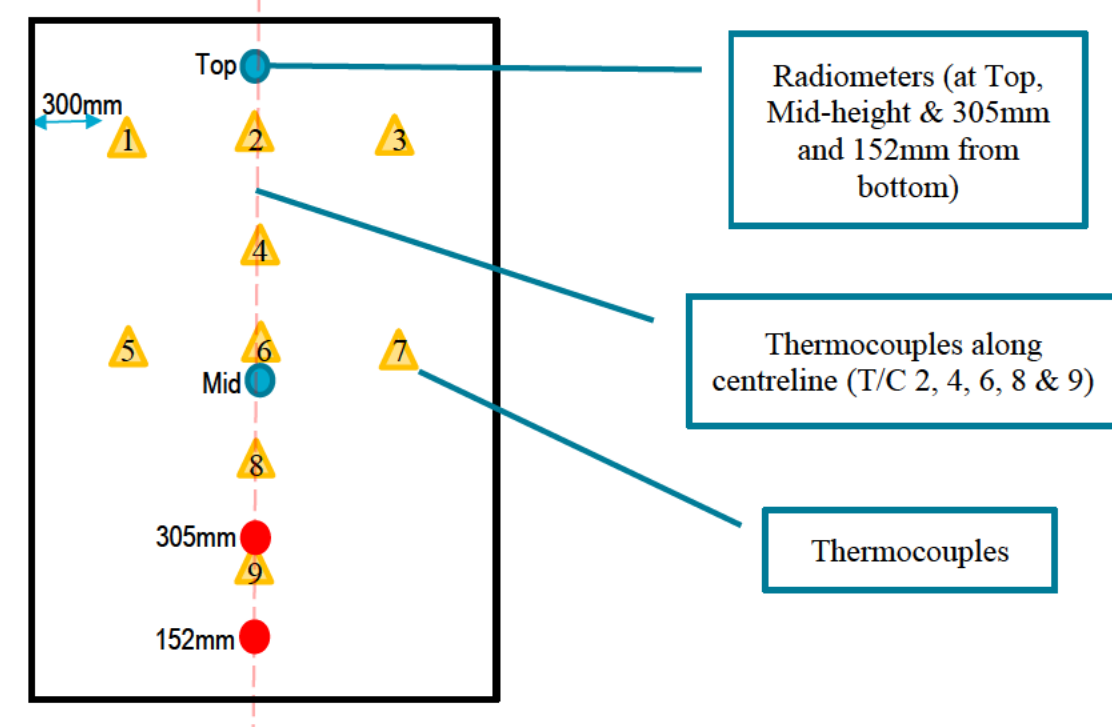 Top
300mm
1
2
3
4
5
6
7
Mid
8
305mm
9
152mm
Radiometers (at Top,
Mid-height & 305mm
and 152mm from
bottom)
Thermocouples along
centreline (T/C 2, 4, 6, 8 & 9)
Thermocouples